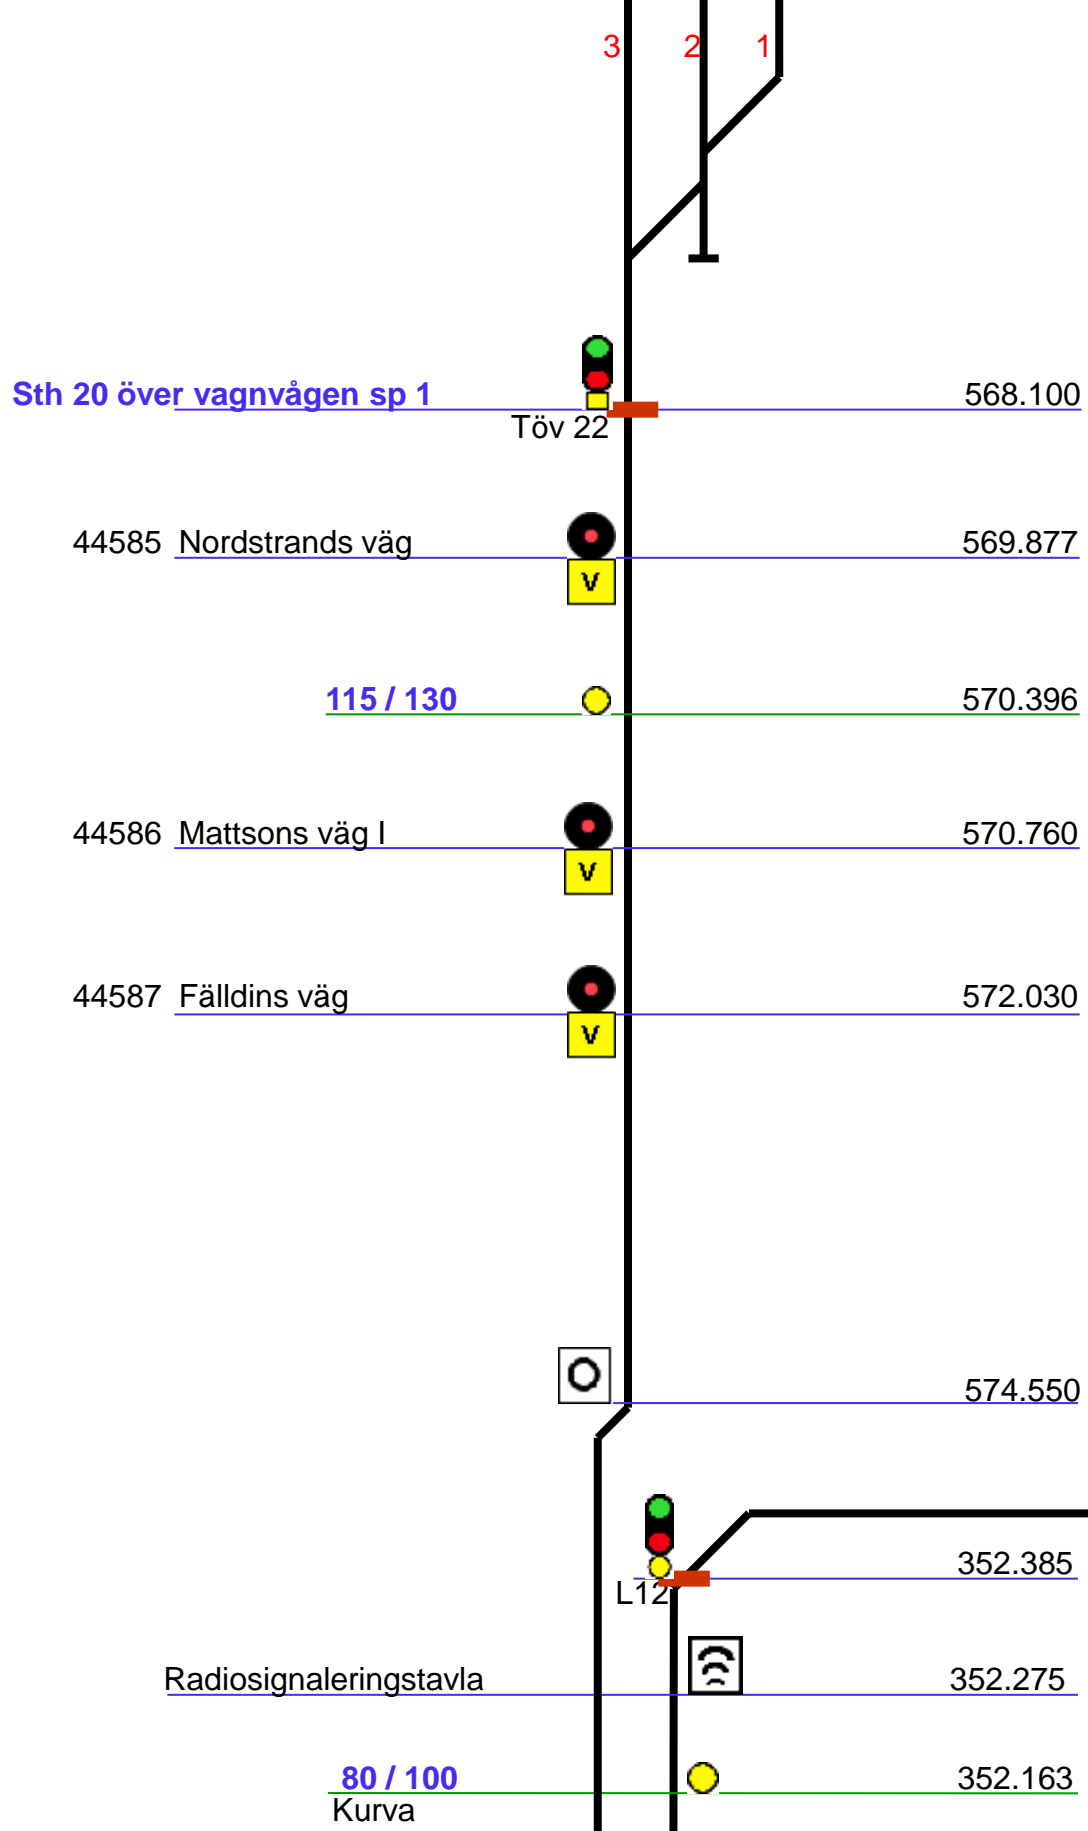 3 2 1
Sth 20 över vagnvågen sp 1 568.100
Töv 22
44585 Nordstrands väg 569.877
V
115 / 130 570.396
44586 Mattsons väg I 570.760
V
44587 Fälldins väg 572.030
V
O 574.550
352.385
L12
Radiosignaleringstavla 352.275
80 / 100 352.163
Kurva